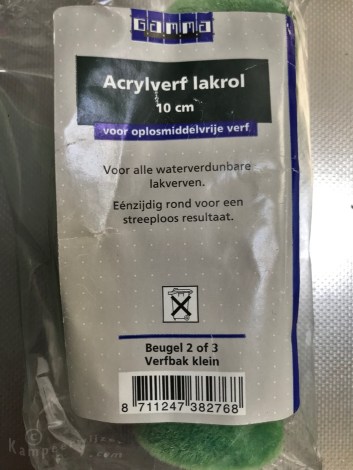 GAMMA
Acrylverf lakrol
10 cm
voor oplosmiddelvrije verf
Voor alle waterverdunbare
lakverven.
Eénzijdig rond voor een
streeploos resultaat.
Beugel 2 of 3
Verfbak klein
8 711247 382768